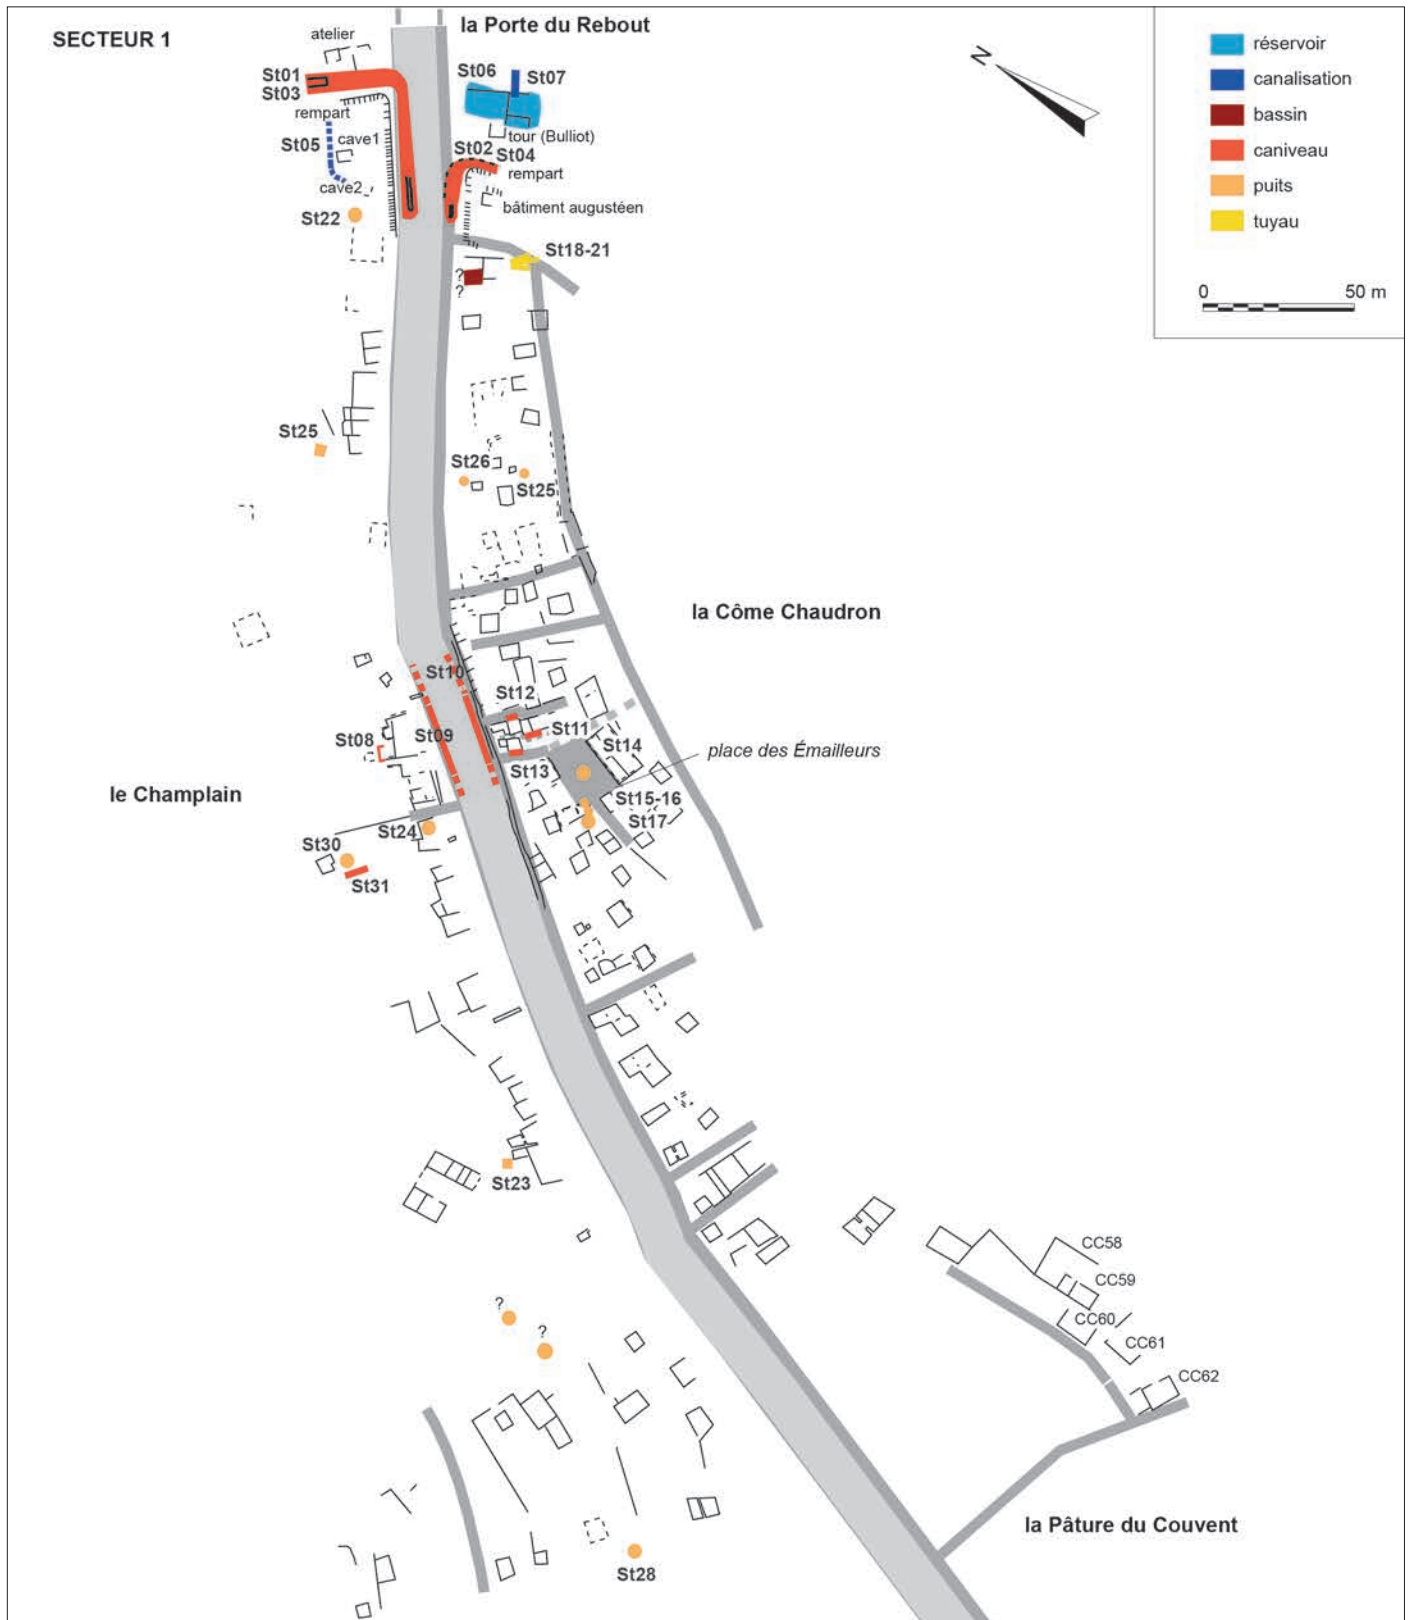 SECTEUR 1
la Porte du Rebout
atelier
St01
St03
St06
St07
rempart
St05
cave1
tour (Bulliot)
St02
St04
rempart
cave2
St22
bâtiment augustéen
St18-21
?
?
réservoir
canalisation
bassin
caniveau
puits
tuyau
0
50 m
N
St25
St26
St25
la Côme Chaudron
St10
St12
St11
St08
St09
St14
St13
place des Émailleurs
le Champlain
St15-16
St17
St24
St30
St31
St23
?
?
CC58
CC59
CC60
CC61
CC62
la Pâture du Couvent
St28